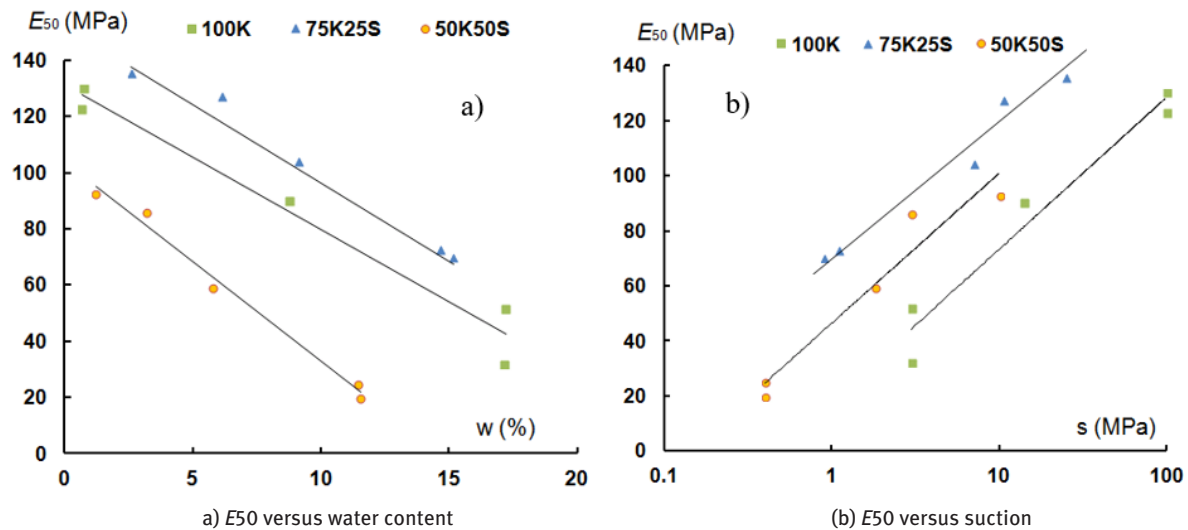 E50 (MPa)
100K 75K25S 50K50S
140
120
100
80
60
40
20
0
0 5 10 15 20
a)
w (%)
a) E50 versus water content
E50 (MPa)
100K 75K25S 50K50S
140
120
100
80
60
40
20
0
0.1 1 10 100
b)
s (MPa)
(b) E50 versus suction